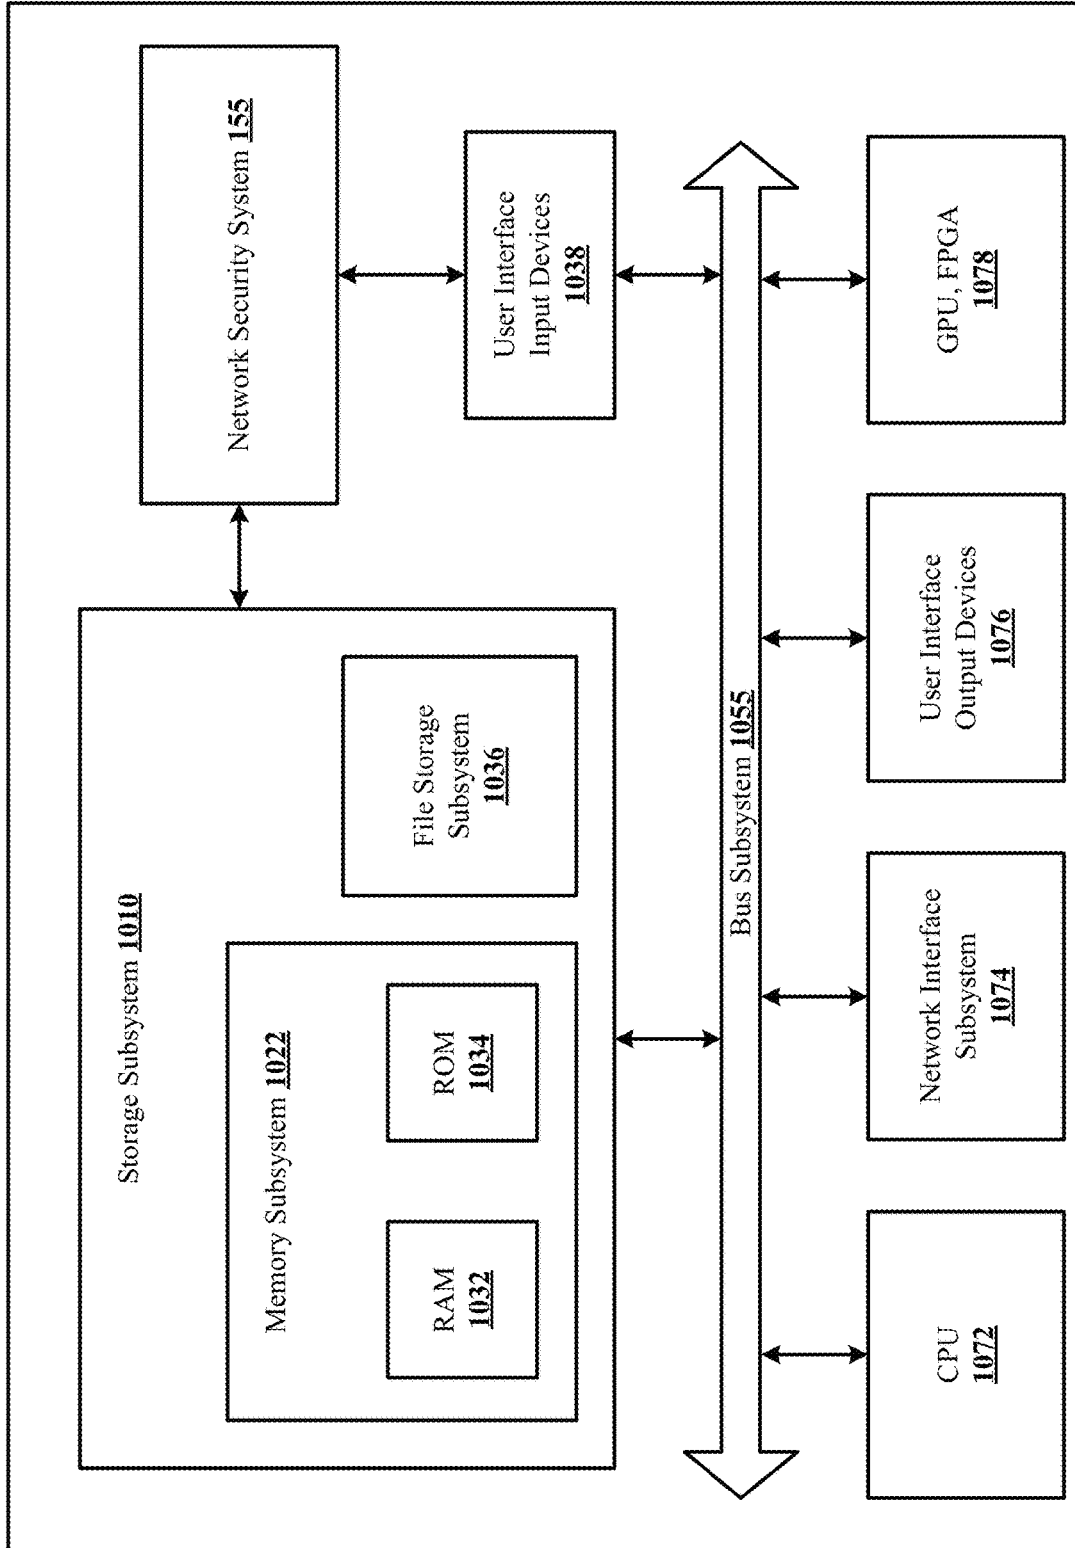 Storage Subsystem 1010
Memory Subsystem 1022
RAM
1032
ROM
1034
File Storage
Subsystem
1036
Network Security System 155
User Interface
Input Devices
1038
Bus Subsystem 1055
CPU
1072
Network Interface
Subsystem
1074
User Interface
Output Devices
1076
GPU, FPGA
1078